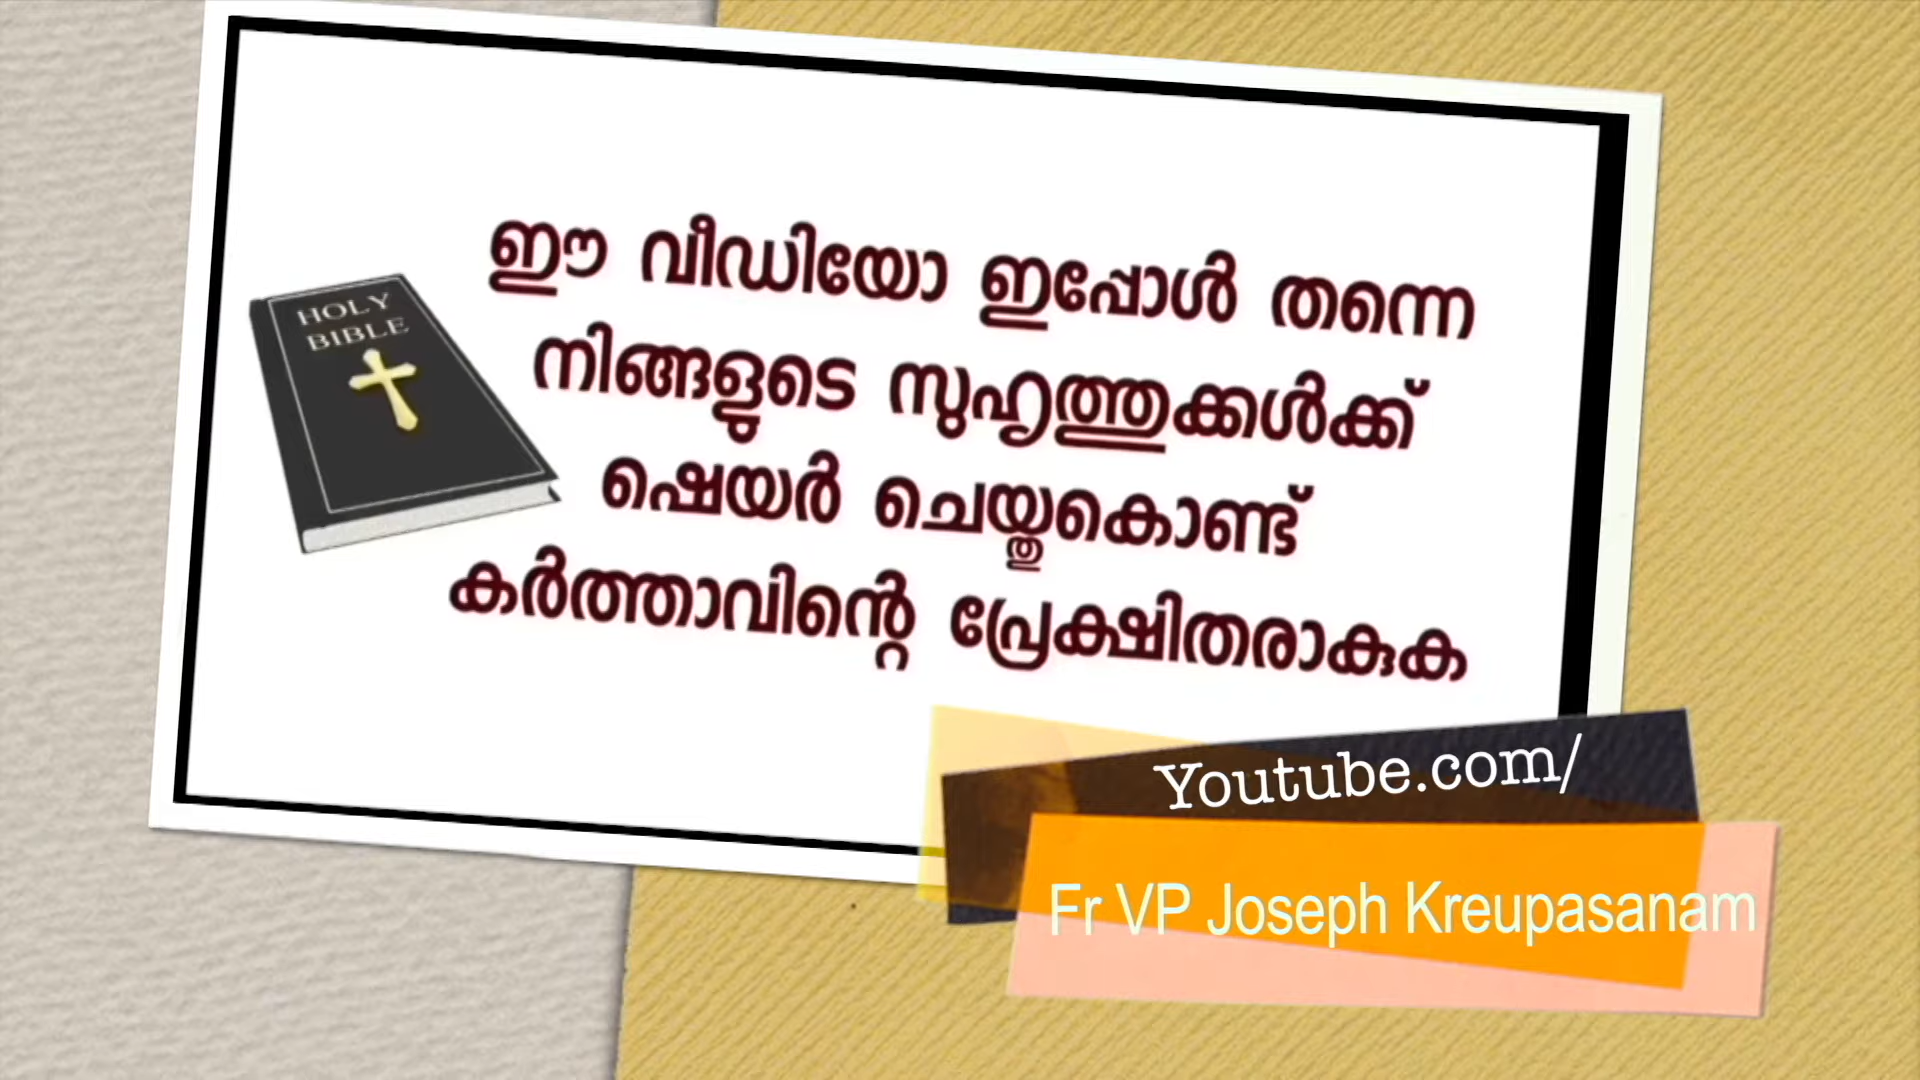 HOLY
BIBLE
ഈ വീഡിയോ ഇപ്പോൾ തന്നെ
നിങ്ങളുടെ സുഹൃത്തുക്കൾക്ക്
ഷെയർ ചെയ്തുകൊണ്ട്
കർത്താവിന്റെ പ്രേക്ഷിതരാകുക
Youtube.com/
Fr VP Joseph Kreupasanam